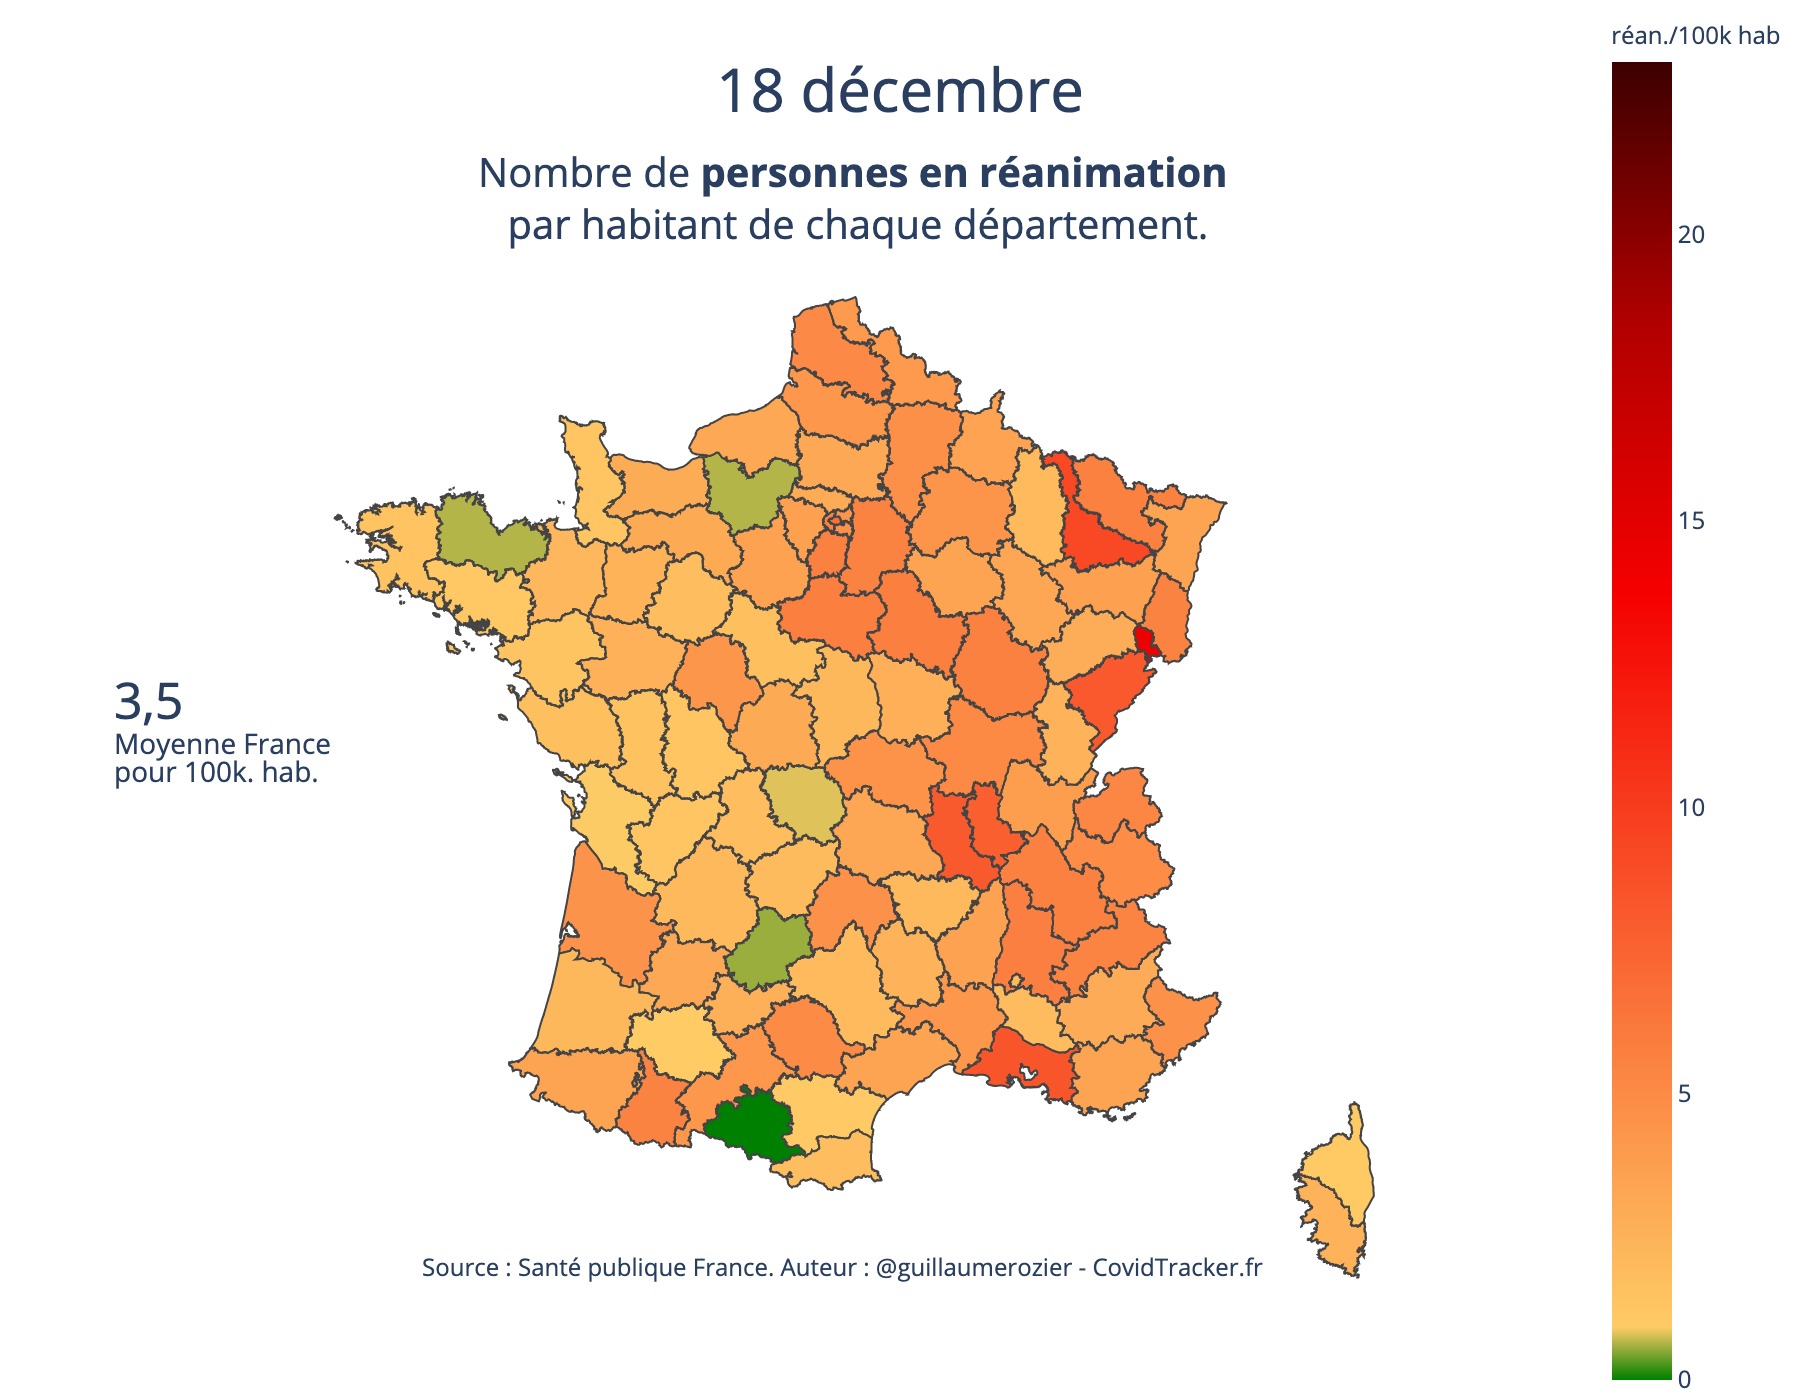 réan./100k hab
18 décembre
Nombre de personnes en réanimation
par habitant de chaque département.
20
15
3,5
Moyenne France
pour 100k. hab.
10
5
Source : Santé publique France. Auteur : @guillaumerozier - CovidTracker.fr
0